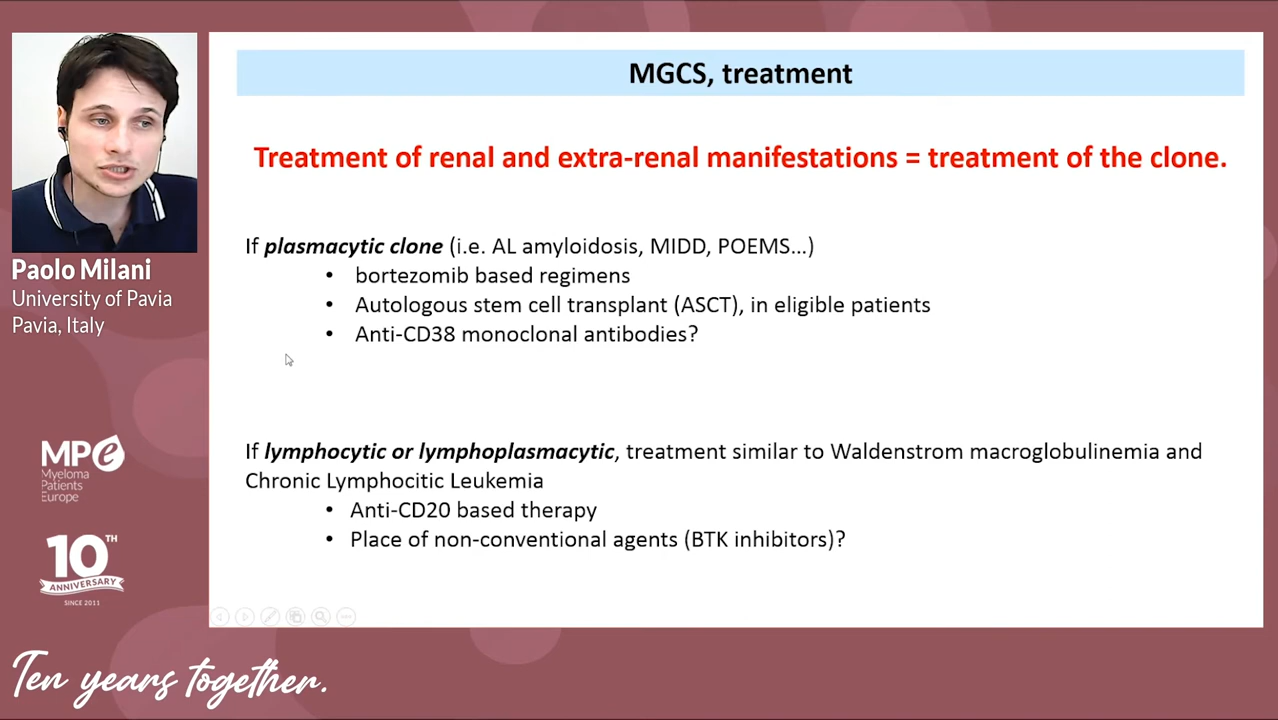 MGCS, treatment
Treatment of renal and extra-renal manifestations = treatment of the clone.
If plasmacytic clone (i.e. AL amyloidosis, MIDD, POEMS...)
• bortezomib based regimens
• Autologous stem cell transplant (ASCT), in eligible patients
• Anti-CD38 monoclonal antibodies?
If lymphocytic or lymphoplasmacytic, treatment similar to Waldenstrom macroglobulinemia and
Chronic Lymphocitic Leukemia
• Anti-CD20 based therapy
• Place of non-conventional agents (BTK inhibitors)?
Paolo Milani
University of Pavia
Pavia, Italy
MPe
Myeloma
Patients
Europe
10TH
ANNIVERSARY
SINCE 2011
Ten years together.